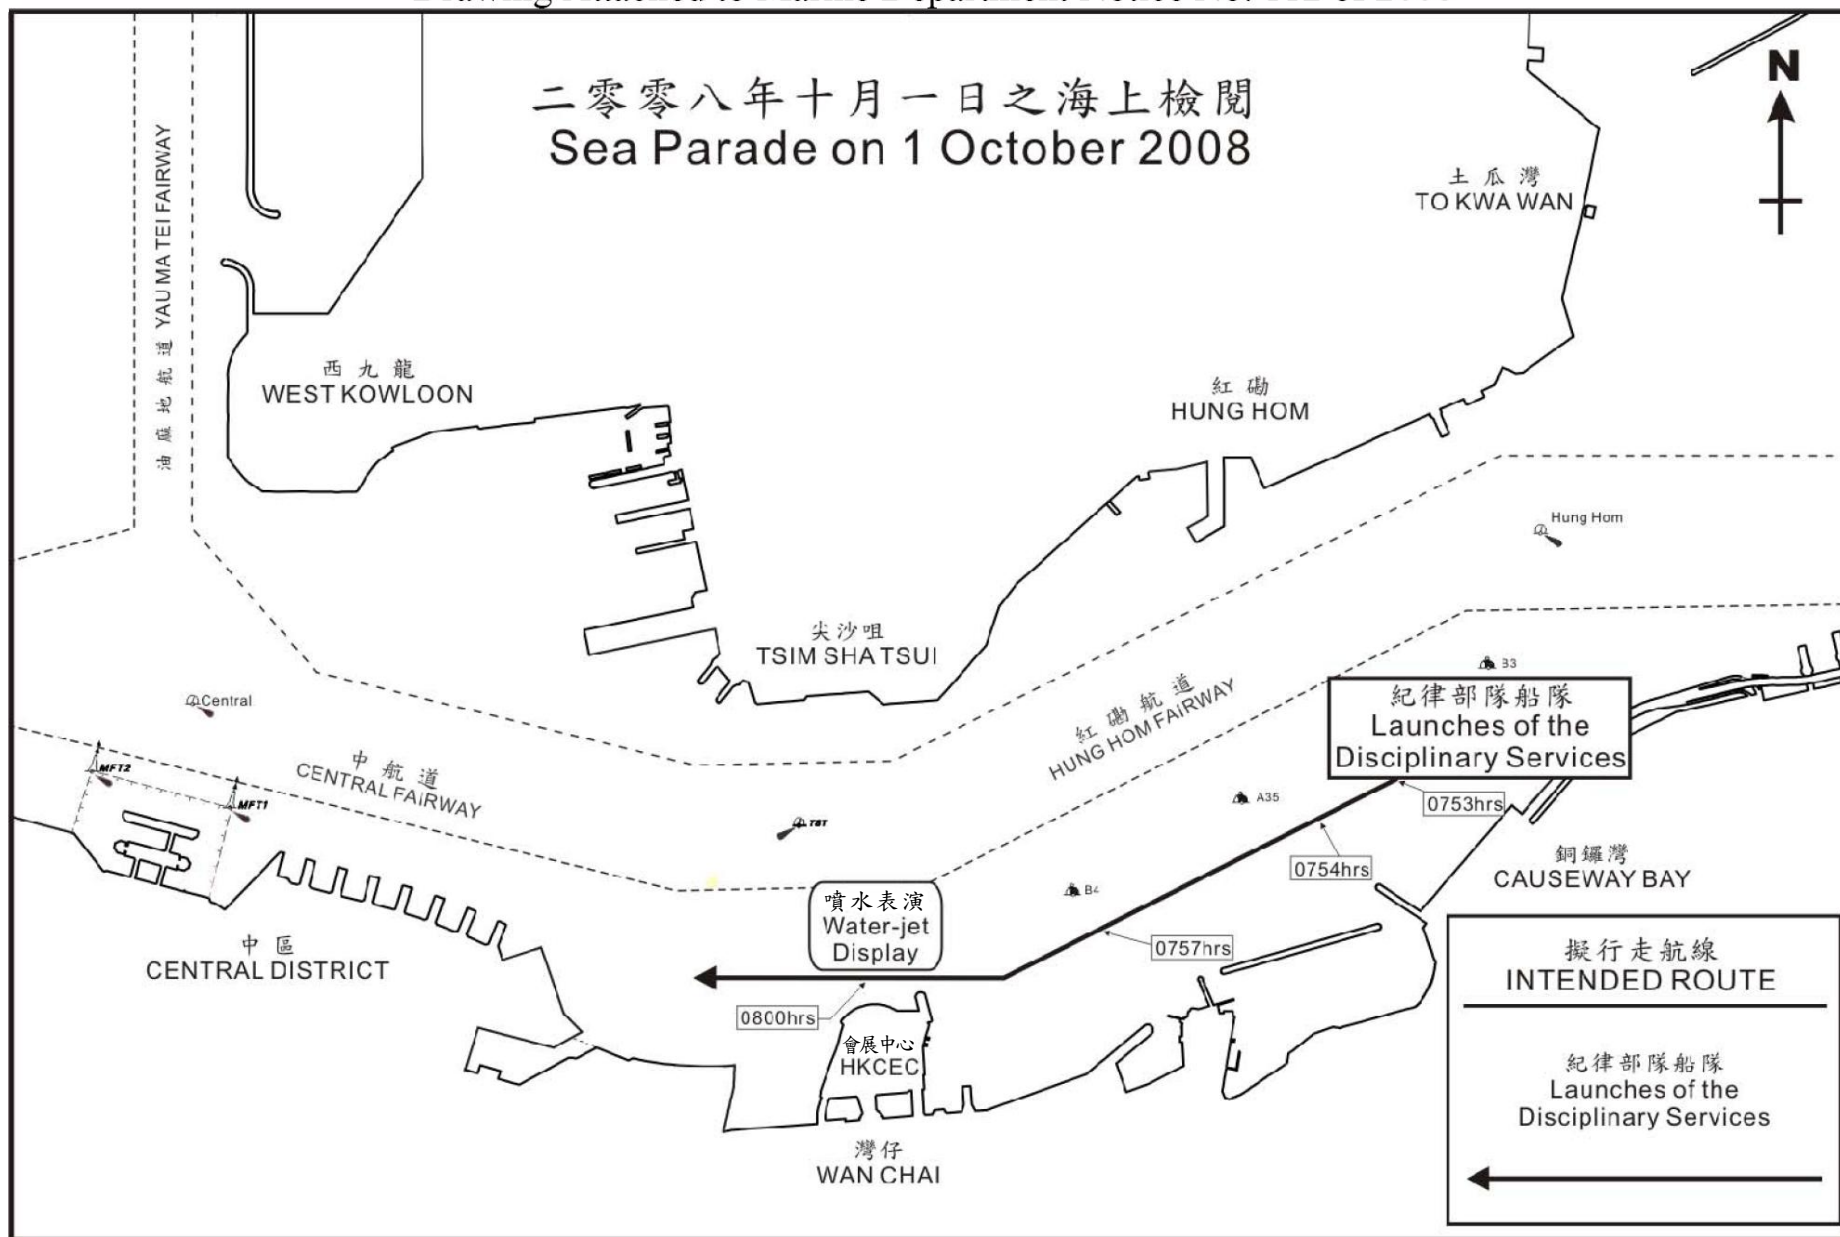 二零零八年十月一日之海上檢閱
Sea Parade on 1 October 2008
N
土瓜灣
TO KWA WAN
油麻地航道 YAU MA TEI FAIRWAY
西九龍
WEST KOWLOON
紅磡
HUNG HOM
Hung Hom
尖沙咀
TSIM SHA TSUI
紅磡航道
HUNG HOM FAIRWAY
B3
紀律部隊船隊
Launches of the
Disciplinary Services
Central
中航道
CENTRAL FAIRWAY
MFT2
MFT1
TST
A35
0753hrs
0754hrs
銅鑼灣
CAUSEWAY BAY
B4
噴水表演
Water-jet
Display
0757hrs
中區
CENTRAL DISTRICT
0800hrs
會展中心
HKCEC
灣仔
WAN CHAI
擬行走航線
INTENDED ROUTE
紀律部隊船隊
Launches of the
Disciplinary Services